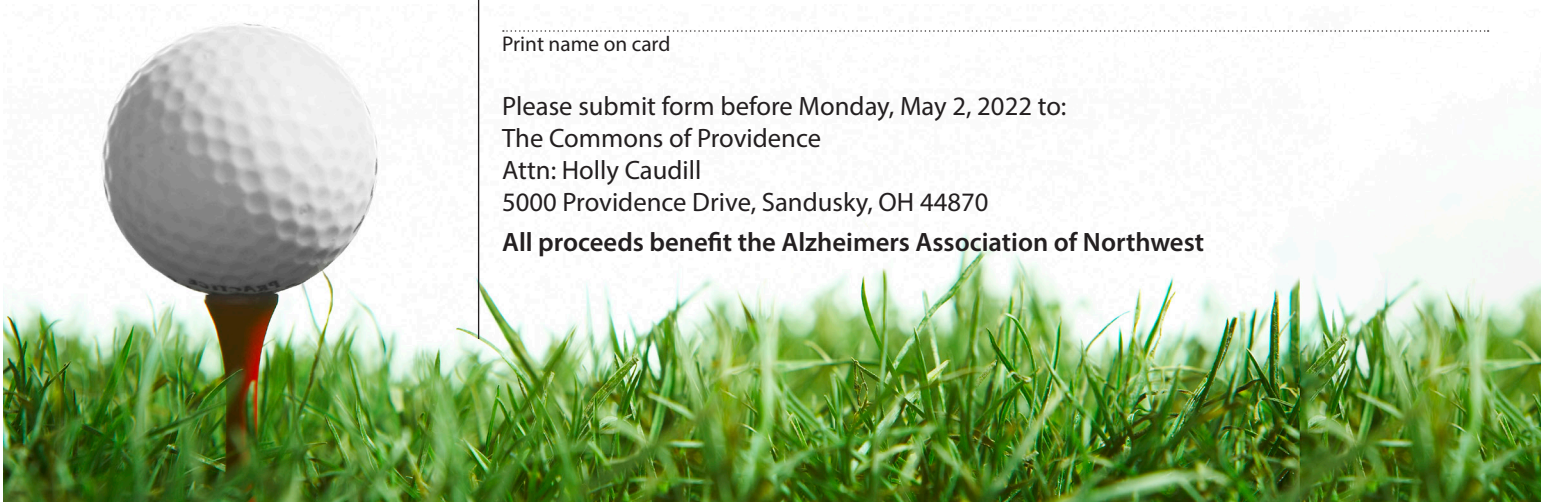 Print name on card
Please submit form before Monday, May 2, 2022 to:
The Commons of Providence
Attn: Holly Caudill
5000 Providence Drive, Sandusky, OH 44870
All proceeds benefit the Alzheimers Association of Northwest
PRACTICE